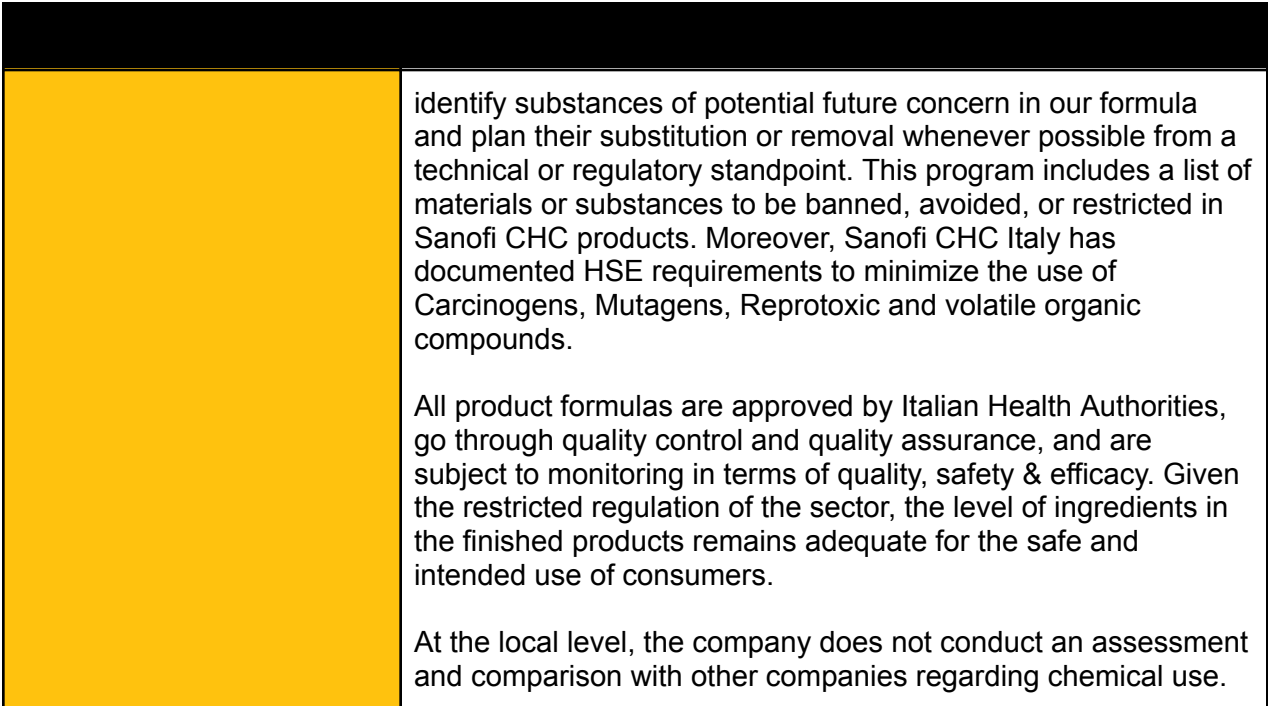 identify substances of potential future concern in our formula
and plan their substitution or removal whenever possible from a
technical or regulatory standpoint. This program includes a list of
materials or substances to be banned, avoided, or restricted in
Sanofi CHC products. Moreover, Sanofi CHC Italy has
documented HSE requirements to minimize the use of
Carcinogens, Mutagens, Reprotoxic and volatile organic
compounds.
All product formulas are approved by Italian Health Authorities,
go through quality control and quality assurance, and are
subject to monitoring in terms of quality, safety & efficacy. Given
the restricted regulation of the sector, the level of ingredients in
the finished products remains adequate for the safe and
intended use of consumers.
At the local level, the company does not conduct an assessment
and comparison with other companies regarding chemical use.